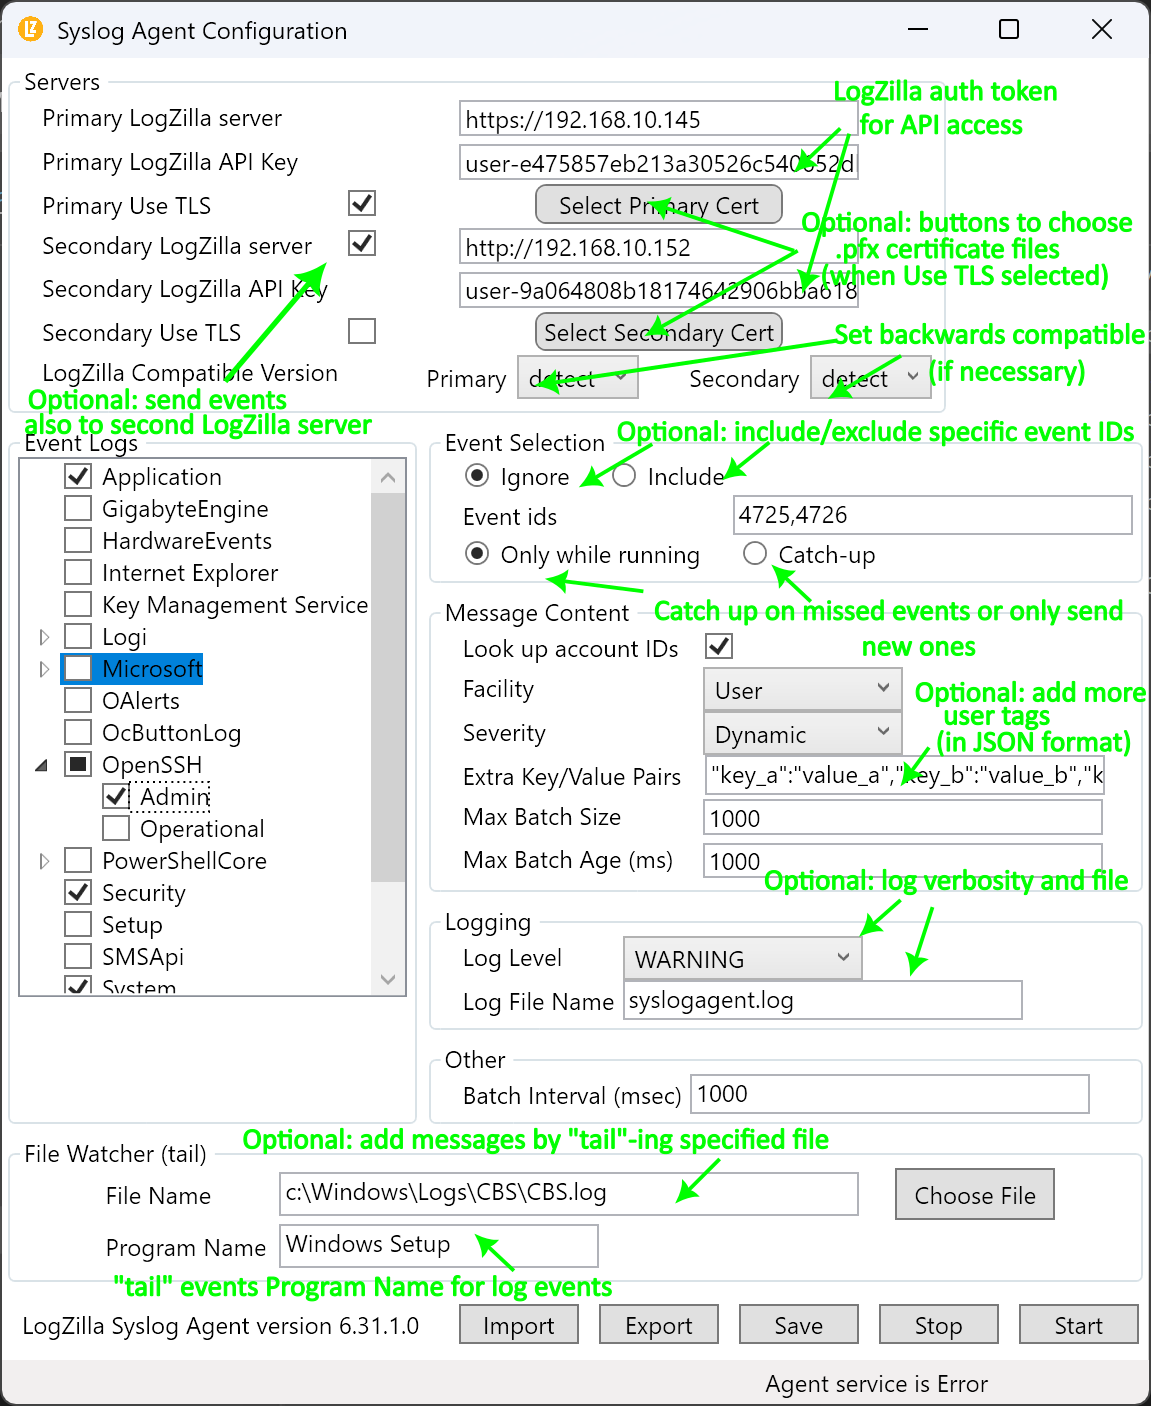 LZ Syslog Agent Configuration
Servers
LogZilla auth token
for API access
Primary LogZilla server https://192.168.10.145
Primary LogZilla API Key
Primary Use TLS Select Primary Cert
Optional: buttons to choose
.pfx certificate files
(when Use TLS selected)
Secondary LogZilla server http://192.168.10.152
Secondary LogZilla API Key user-9a064808b18174642906bba618
Secondary Use TLS Select Secondary Cert
Set backwards compatible
(if necessary)
LogZilla Compatible Version Primary detect Secondary detect
Optional: send events
also to second LogZilla server
Event Logs
Application
GigabyteEngine
HardwareEvents
Internet Explorer
Key Management Service
Logi
Microsoft
OAlerts
OcButtonLog
OpenSSH
Admin
Operational
PowerShellCore
Security
Setup
SMSApi
System
Event Selection
Optional: include/exclude specific event IDs
Ignore Include
Event ids 4725,4726
Only while running Catch-up
Catch up on missed events or only send
new ones
Message Content
Look up account IDs
Facility User
Severity Dynamic
Optional: add more
user tags
(in JSON format)
Extra Key/Value Pairs "key_a":"value_a","key_b":"value_b","k
Max Batch Size 1000
Max Batch Age (ms) 1000
Optional: log verbosity and file
Logging
Log Level WARNING
Log File Name syslogagent.log
Other
Batch Interval (msec) 1000
Optional: add messages by "tail"-ing specified file
File Watcher (tail)
File Name c:\Windows\Logs\CBS\CBS.log Choose File
Program Name Windows Setup
"tail" events Program Name for log events
LogZilla Syslog Agent version 6.31.1.0 Import Export Save Stop Start
Agent service is Error